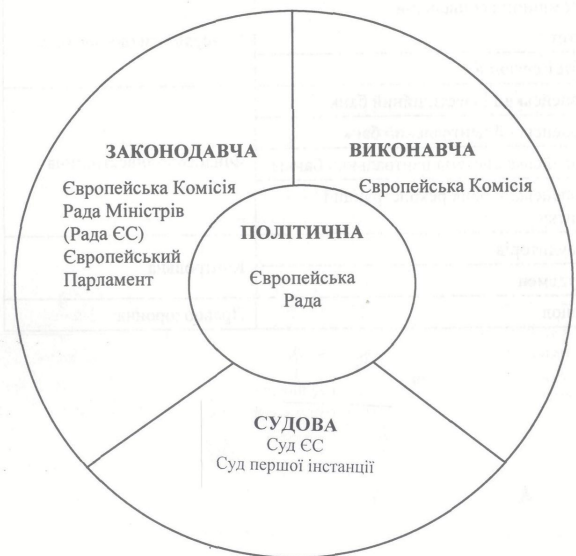 ЗАКОНОДАВЧА
Європейська Комісія
Рада Міністрів
(Рада ЄС)
Європейський
Парламент
ВИКОНАВЧА
Європейська Комісія
ПОЛІТИЧНА
Європейська
Рада
СУДОВА
Суд ЄС
Суд першої інстанції